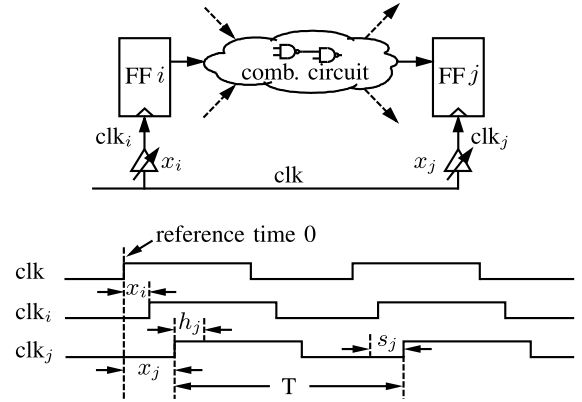 FF i
comb. circuit
FF j
clk_i
x_i
clk
x_j
clk_j
reference time 0
clk
x_i
clk_i
h_j
s_j
clk_j
x_j
T